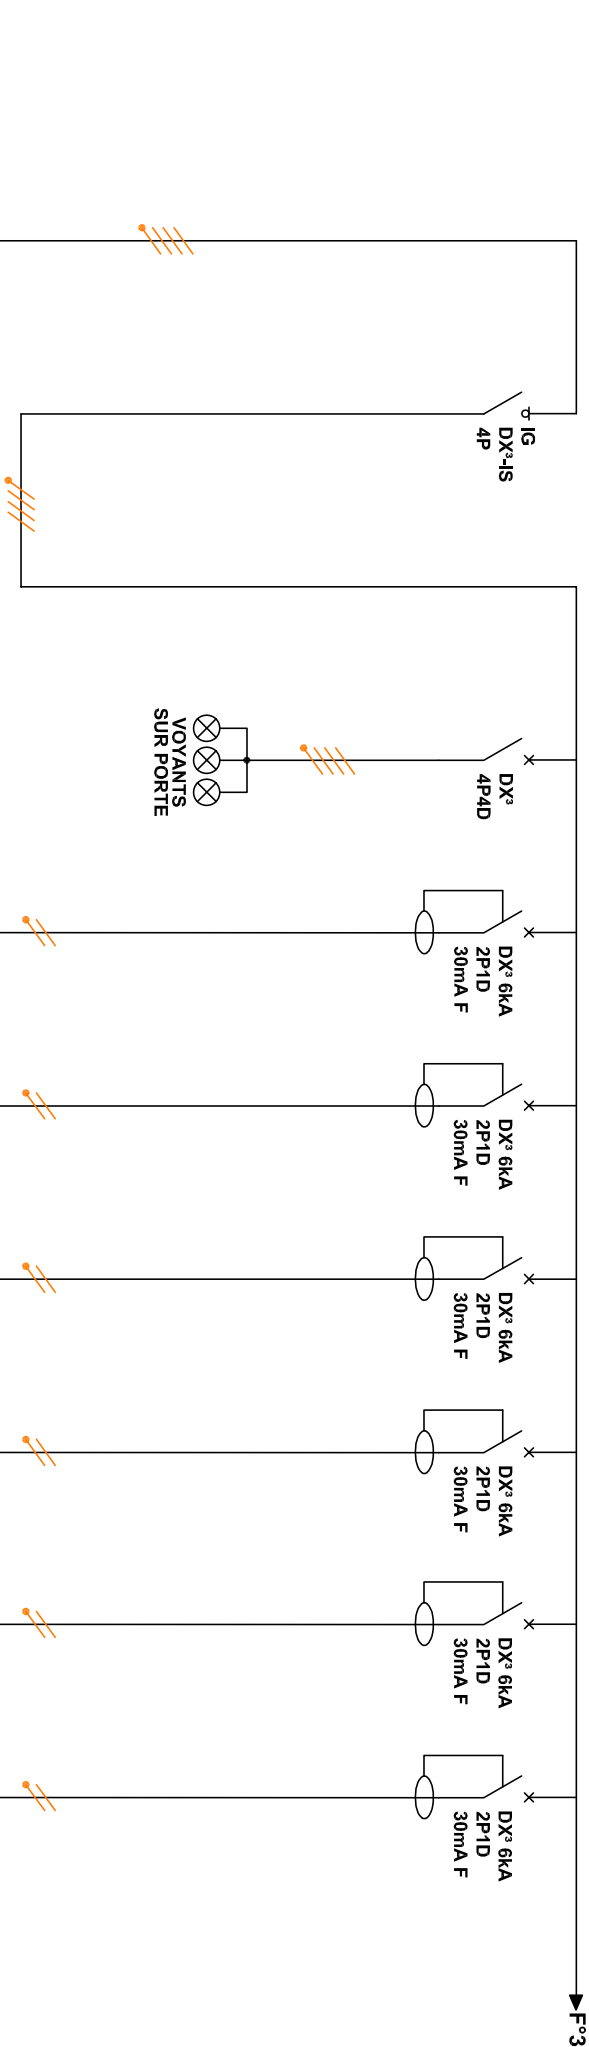 IG
DX³-IS
4P
DX³
4P4D
VOYANTS
SUR PORTE
DX³ 6kA
2P1D
30mA F
DX³ 6kA
2P1D
30mA F
DX³ 6kA
2P1D
30mA F
DX³ 6kA
2P1D
30mA F
DX³ 6kA
2P1D
30mA F
DX³ 6kA
2P1D
30mA F
F°3